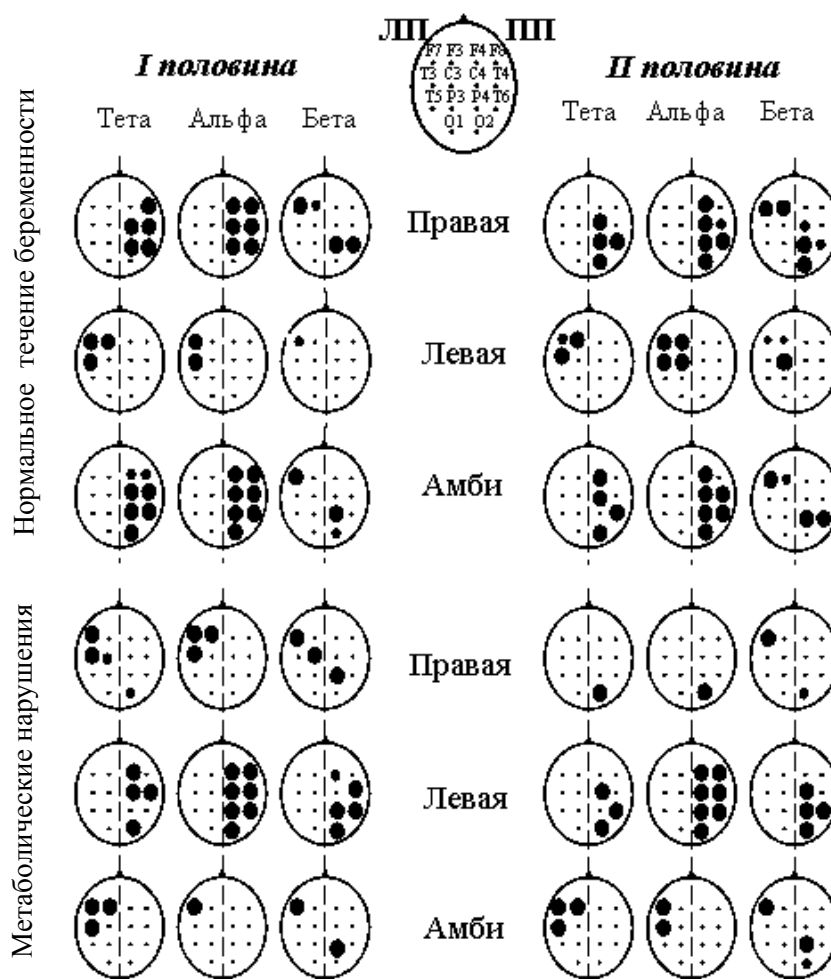 ЛП ПП
F7 F3 F4 F8
T3 C3 C4 T4
T5 P3 P4 T6
O1 O2
I половина
II половина
Тета Альфа Бета
Тета Альфа Бета
Нормальное течение беременности
Правая
Левая
Амби
Метаболические нарушения
Правая
Левая
Амби